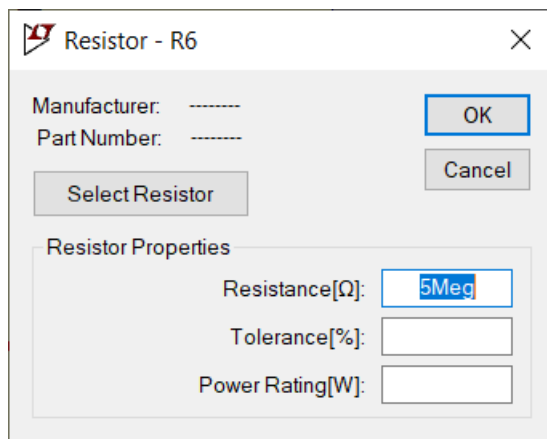 Resistor - R6
Manufacturer: --------
Part Number: --------
OK
Cancel
Select Resistor
Resistor Properties
Resistance[Ω]: 5Meg
Tolerance[%]:
Power Rating[W]: